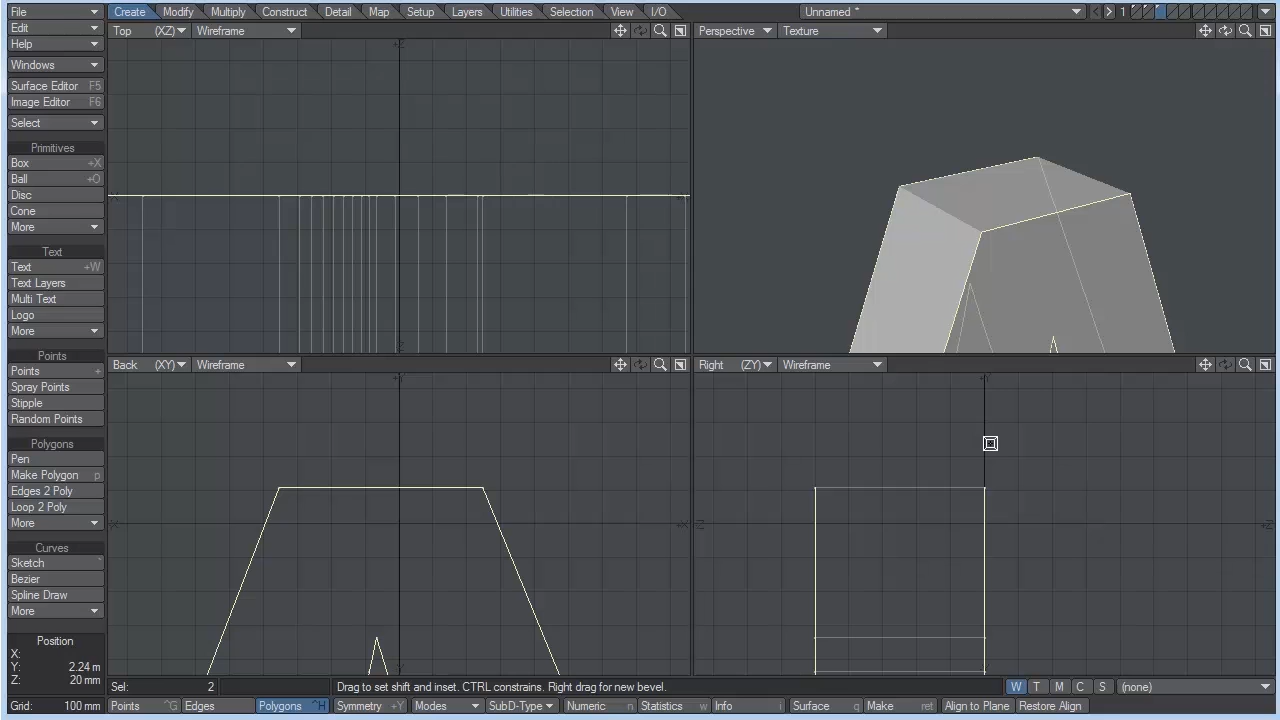 File Create Modify Multiply Construct Detail Map Setup Layers Utilities Selection View I/O Unnamed * 1
Edit Top (XZ) Wireframe Perspective Texture
Help
Windows
Surface Editor F5
Image Editor F6
Select
Primitives
Box +X
Ball +O
Disc
Cone
More
Text
Text +W
Text Layers
Multi Text
Logo
More
Points
Back (XY) Wireframe Right (ZY) Wireframe
Points +
Spray Points
Stipple
Random Points
Polygons
Pen
Make Polygon p
Edges 2 Poly
Loop 2 Poly
More
Curves
Sketch `
Bezier
Spline Draw
More
Position
X:
Y: 2.24 m
Z: 20 mm
Sel: 2 Drag to set shift and inset. CTRL constrains. Right drag for new bevel. W T M C S (none)
Grid: 100 mm Points ^G Edges Polygons ^H Symmetry +Y Modes SubD-Type Numeric n Statistics w Info i Surface q Make ret Align to Plane Restore Align